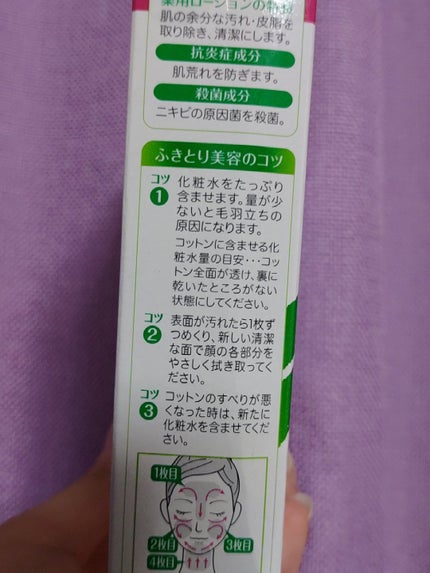 薬用ローションの特長
肌の余分な汚れ・皮脂を
取り除き、清潔にします。
抗炎症成分
肌荒れを防ぎます。
殺菌成分
ニキビの原因菌を殺菌。
ふきとり美容のコツ
コツ
1
化粧水をたっぷり
含ませます。量が少
ないと毛羽立ちの
原因になります。
コットンに含ませる化
粧水量の目安・・・コッ
トン全面が透け、裏に
乾いたところがない
状態にしてください。
コツ
2
表面が汚れたら1枚ず
つめくり、新しい清潔
な面で顔の各部分を
やさしく拭き取ってく
ださい。
コツ
3
コットンのすべりが悪
くなった時は、新たに
化粧水を含ませてくだ
さい。
1枚目
2枚目
3枚目
4枚目